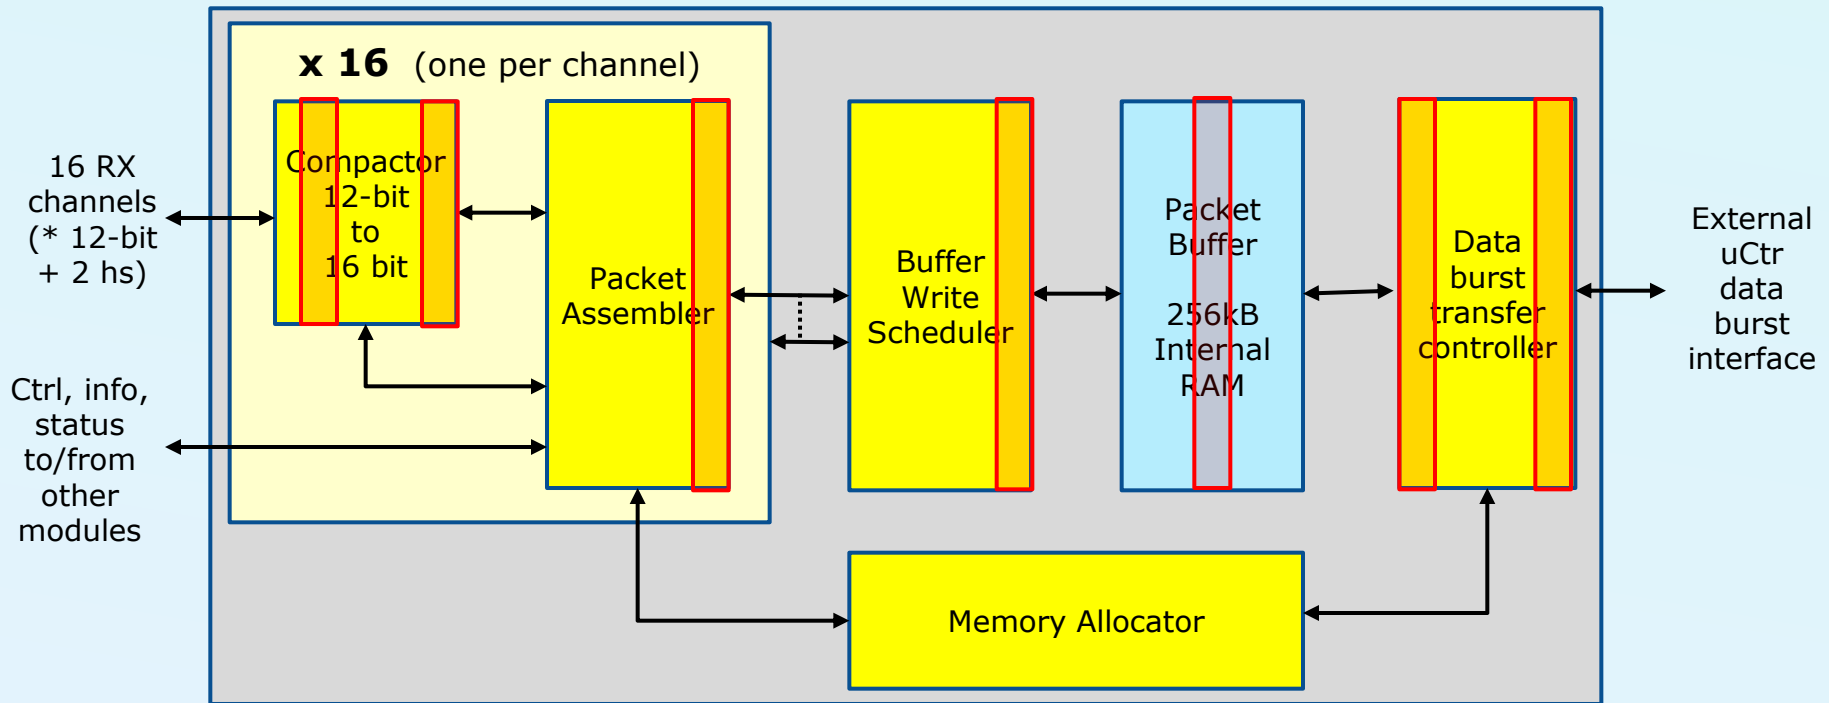 x 16 (one per channel)
16 RX
channels
(* 12-bit
+ 2 hs)
Ctrl, info,
status
to/from
other
modules
Compactor
12-bit
to
16 bit
Packet
Assembler
Buffer
Write
Scheduler
Packet
Buffer
256kB
Internal
RAM
Data
burst
transfer
controller
External
uCtr
data
burst
interface
Memory Allocator